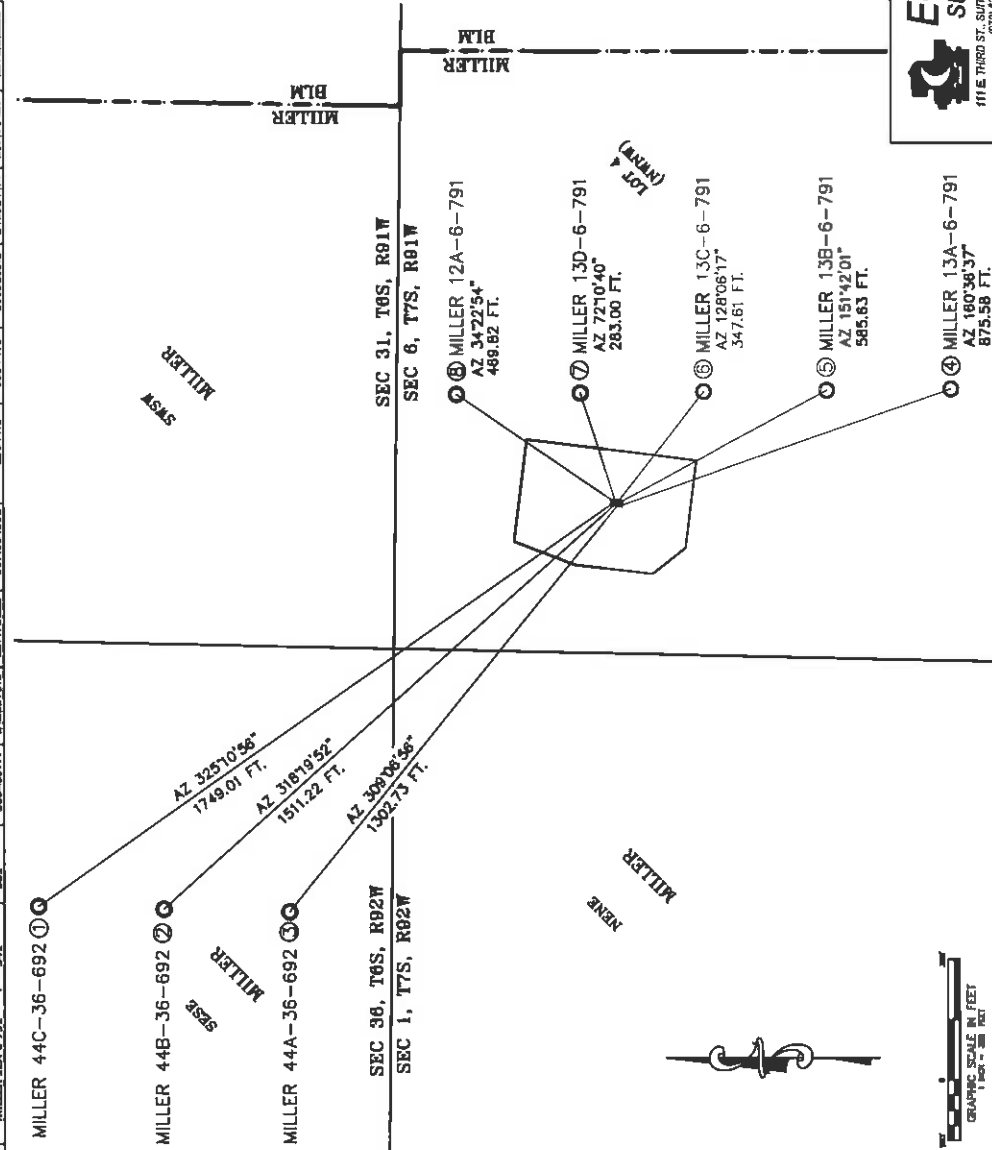 MILLER 44C-36-692 ①
MILLER 44B-36-692 ②
MILLER 44A-36-692 ③
AZ 325°10'56"
1749.01 FT.
AZ 318°19'52"
1511.22 FT.
AZ 309°06'56"
1302.73 FT.
SESE
MILLER
SWSW
MILLER
MILLER
BLM
MILLER
BLM
SEC 36, T6S, R92W
SEC 1, T7S, R92W
SEC 31, T6S, R91W
SEC 6, T7S, R91W
LOT 4
(NWNW)
⑧ MILLER 12A-6-791
AZ 34°22'54"
489.82 FT.
⑦ MILLER 13D-6-791
AZ 72°10'40"
283.00 FT.
⑥ MILLER 13C-6-791
AZ 128°06'17"
347.61 FT.
⑤ MILLER 13B-6-791
AZ 151°42'01"
585.63 FT.
④ MILLER 13A-6-791
AZ 160°36'37"
875.58 FT.
NENE
MILLER
GRAPHIC SCALE IN FEET
111 E. THIRD ST.,